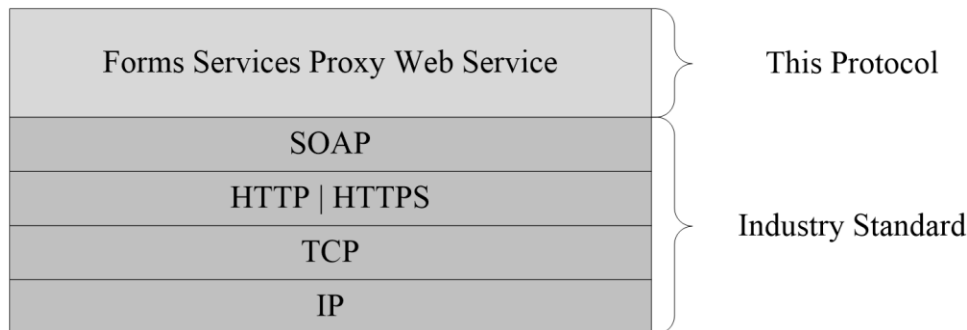 Forms Services Proxy Web Service
This Protocol
SOAP
HTTP | HTTPS
Industry Standard
TCP
IP